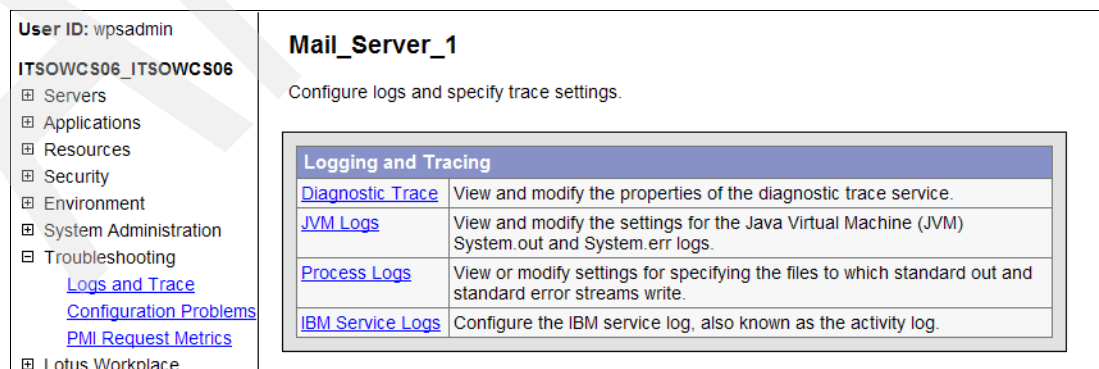 User ID: wpsadmin
ITSOWCS06_ITSOWCS06
Servers
Applications
Resources
Security
Environment
System Administration
Troubleshooting
Logs and Trace
Configuration Problems
PMI Request Metrics
Lotus Workplace
Mail_Server_1
Configure logs and specify trace settings.
Logging and Tracing
Diagnostic Trace View and modify the properties of the diagnostic trace service.
JVM Logs View and modify the settings for the Java Virtual Machine (JVM)
System.out and System.err logs.
Process Logs View or modify settings for specifying the files to which standard out and
standard error streams write.
IBM Service Logs Configure the IBM service log, also known as the activity log.